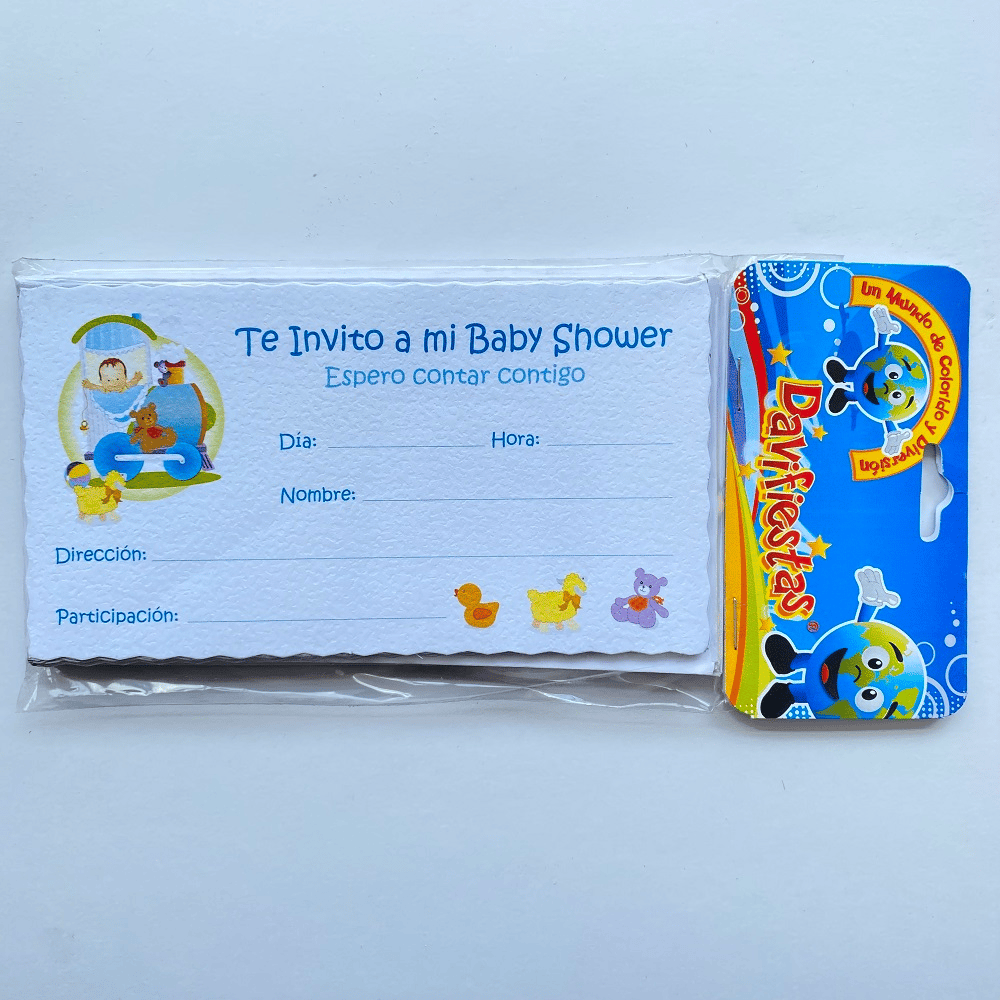 Te Invito a mi Baby Shower
Espero contar contigo
Día: Hora:
Nombre:
Dirección:
Participación:
Un Mundo de Colorido y Diversión
Davifiestas®